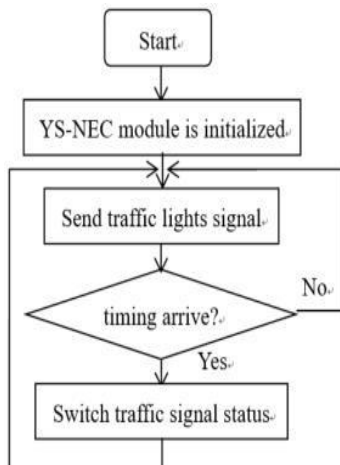 Start
YS-NEC module is initialized
Send traffic lights signal
timing arrive?
No
Yes
Switch traffic signal status